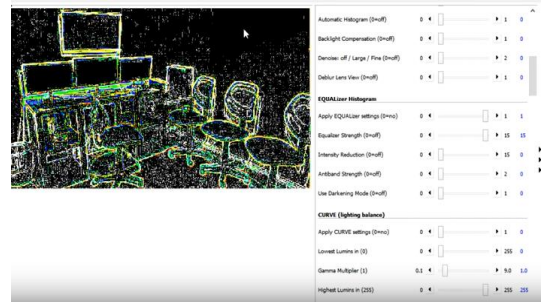 Automatic Histogram (0=off) 0 1 0
Backlight Compensation (0=off) 0 1 0
Denoise: off / Large / Fine (0=off) 0 2 0
Deblur Lens View (0=off) 0 1 0
EQUALizer Histogram
Apply EQUALizer settings (0=no) 0 1 1
Equalizer Strength (0=off) 0 15 15
Intensity Reduction (0=off) 0 15 0
Antiband Strength (0=off) 0 2 0
Use Darkening Mode (0=off) 0 1 0
CURVE (lighting balance)
Apply CURVE settings (0=no) 0 1 0
Lowest Lumins in (0) 0 255 0
Gamma Multiplier (1) 0.1 9.0 1.0
Highest Lumins in (255) 0 255 255